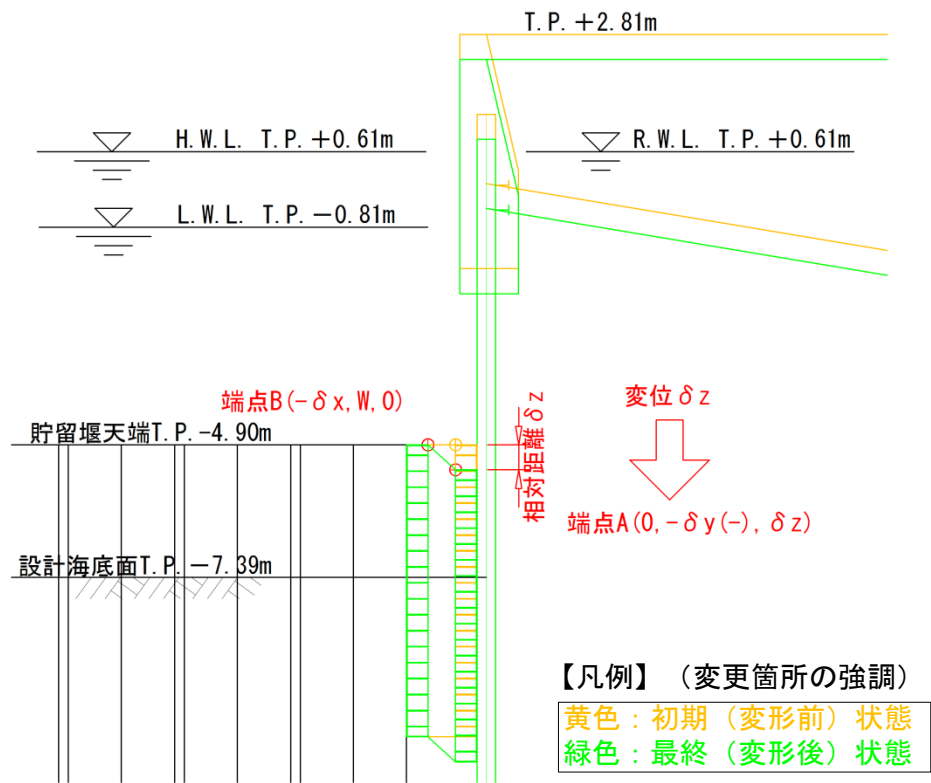 T.P.+2.81m
H.W.L. T.P.+0.61m
R.W.L. T.P.+0.61m
L.W.L. T.P.-0.81m
端点B(-δx,W,0)
相対距離δz
変位δz
貯留堰天端T.P.-4.90m
端点A(0,-δy(-),δz)
設計海底面T.P.-7.39m
【凡例】(変更箇所の強調)
黄色:初期(変形前)状態
緑色:最終(変形後)状態